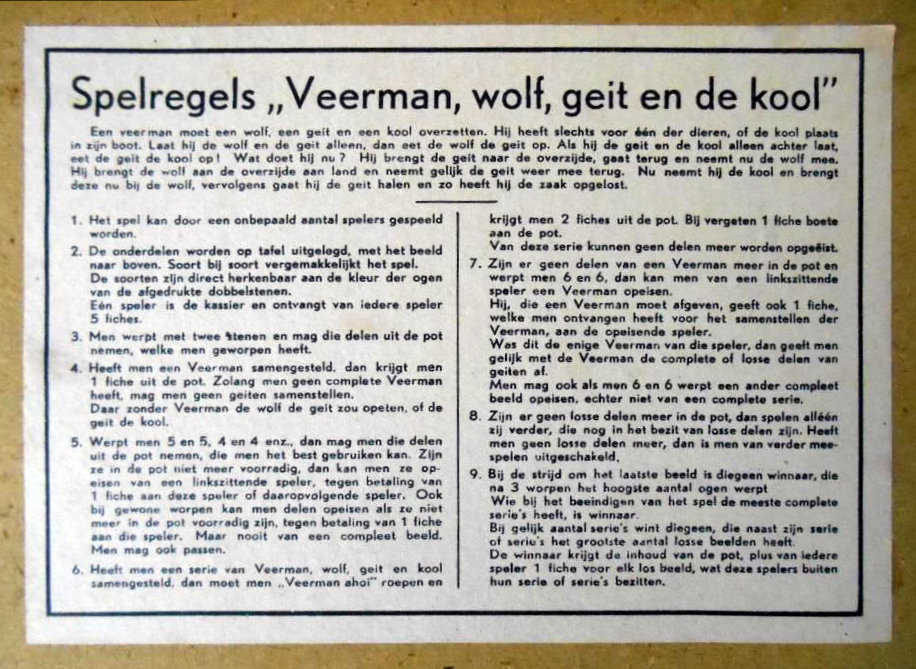 Spelregels „Veerman, wolf, geit en de kool”
Een veerman moet een wolf, een geit en een kool overzetten. Hij heeft slechts voor één der dieren, of de kool plaats
in zijn boot. Laat hij de wolf en de geit alleen, dan eet de wolf de geit op. Als hij de geit en de kool alleen achter laat,
eet de geit de kool op! Wat doet hij nu? Hij brengt de geit naar de overzijde, gaat terug en neemt nu de wolf mee.
Hij brengt de wolf aan de overzijde aan land en neemt gelijk de geit weer mee terug. Nu neemt hij de kool en brengt
deze nu bij de wolf, vervolgens gaat hij de geit halen en zo heeft hij de zaak opgelost.
1. Het spel kan door een onbepaald aantal spelers gespeeld
worden.
2. De onderdelen worden op tafel uitgelegd, met het beeld
naar boven. Soort bij soort vergemakkelijkt het spel.
De soorten zijn direct herkenbaar aan de kleur der ogen
van de afgedrukte dobbelstenen.
Eén speler is de kassier en ontvangt van iedere speler
5 fiches.
3. Men werpt met twee stenen en mag die delen uit de pot
nemen, welke men geworpen heeft.
4. Heeft men een Veerman samengesteld, dan krijgt men
1 fiche uit de pot. Zolang men geen complete Veerman
heeft, mag men geen geiten samenstellen.
Daar zonder Veerman de wolf de geit zou opeten, of de
geit de kool.
5. Werpt men 5 en 5, 4 en 4 enz., dan mag men die delen
uit de pot nemen, die men het best gebruiken kan. Zijn
ze in de pot niet meer voorradig, dan kan men ze op-
eisen van een linkszittende speler, tegen betaling van
1 fiche aan deze speler of daaropvolgende speler. Ook
bij gewone worpen kan men delen opeisen als ze niet
meer in de pot voorradig zijn, tegen betaling van 1 fiche
aan die speler. Maar nooit van een compleet beeld.
Men mag ook passen.
6. Heeft men een serie van Veerman, wolf, geit en kool
samengesteld, dan moet men „Veerman ahoi” roepen en
krijgt men 2 fiches uit de pot. Bij vergeten 1 fiche boete
aan de pot.
Van deze serie kunnen geen delen meer worden opgeëist.
7. Zijn er geen delen van een Veerman meer in de pot en
werpt men 6 en 6, dan kan men van een linkszittende
speler een Veerman opeisen.
Hij, die een Veerman moet afgeven, geeft ook 1 fiche,
welke men ontvangen heeft voor het samenstellen der
Veerman, aan de opeisende speler.
Was dit de enige Veerman van die speler, dan geeft men
gelijk met de Veerman de complete of losse delen van
geiten af.
Men mag ook als men 6 en 6 werpt een ander compleet
beeld opeisen, echter niet van een complete serie.
8. Zijn er geen losse delen meer in de pot, dan spelen alléén
zij verder, die nog in het bezit van losse delen zijn. Heeft
men geen losse delen meer, dan is men van verder mee-
spelen uitgeschakeld.
9. Bij de strijd om het laatste beeld is diegeen winnaar, die
na 3 worpen het hoogste aantal ogen werpt
Wie bij het beeindigen van het spel de meeste complete
serie's heeft, is winnaar.
Bij gelijk aantal serie's wint diegeen, die naast zijn serie
of serie's het grootste aantal losse beelden heeft.
De winnaar krijgt de inhoud van de pot, plus van iedere
speler 1 fiche voor elk los beeld, wat deze spelers buiten
hun serie of serie's bezitten.